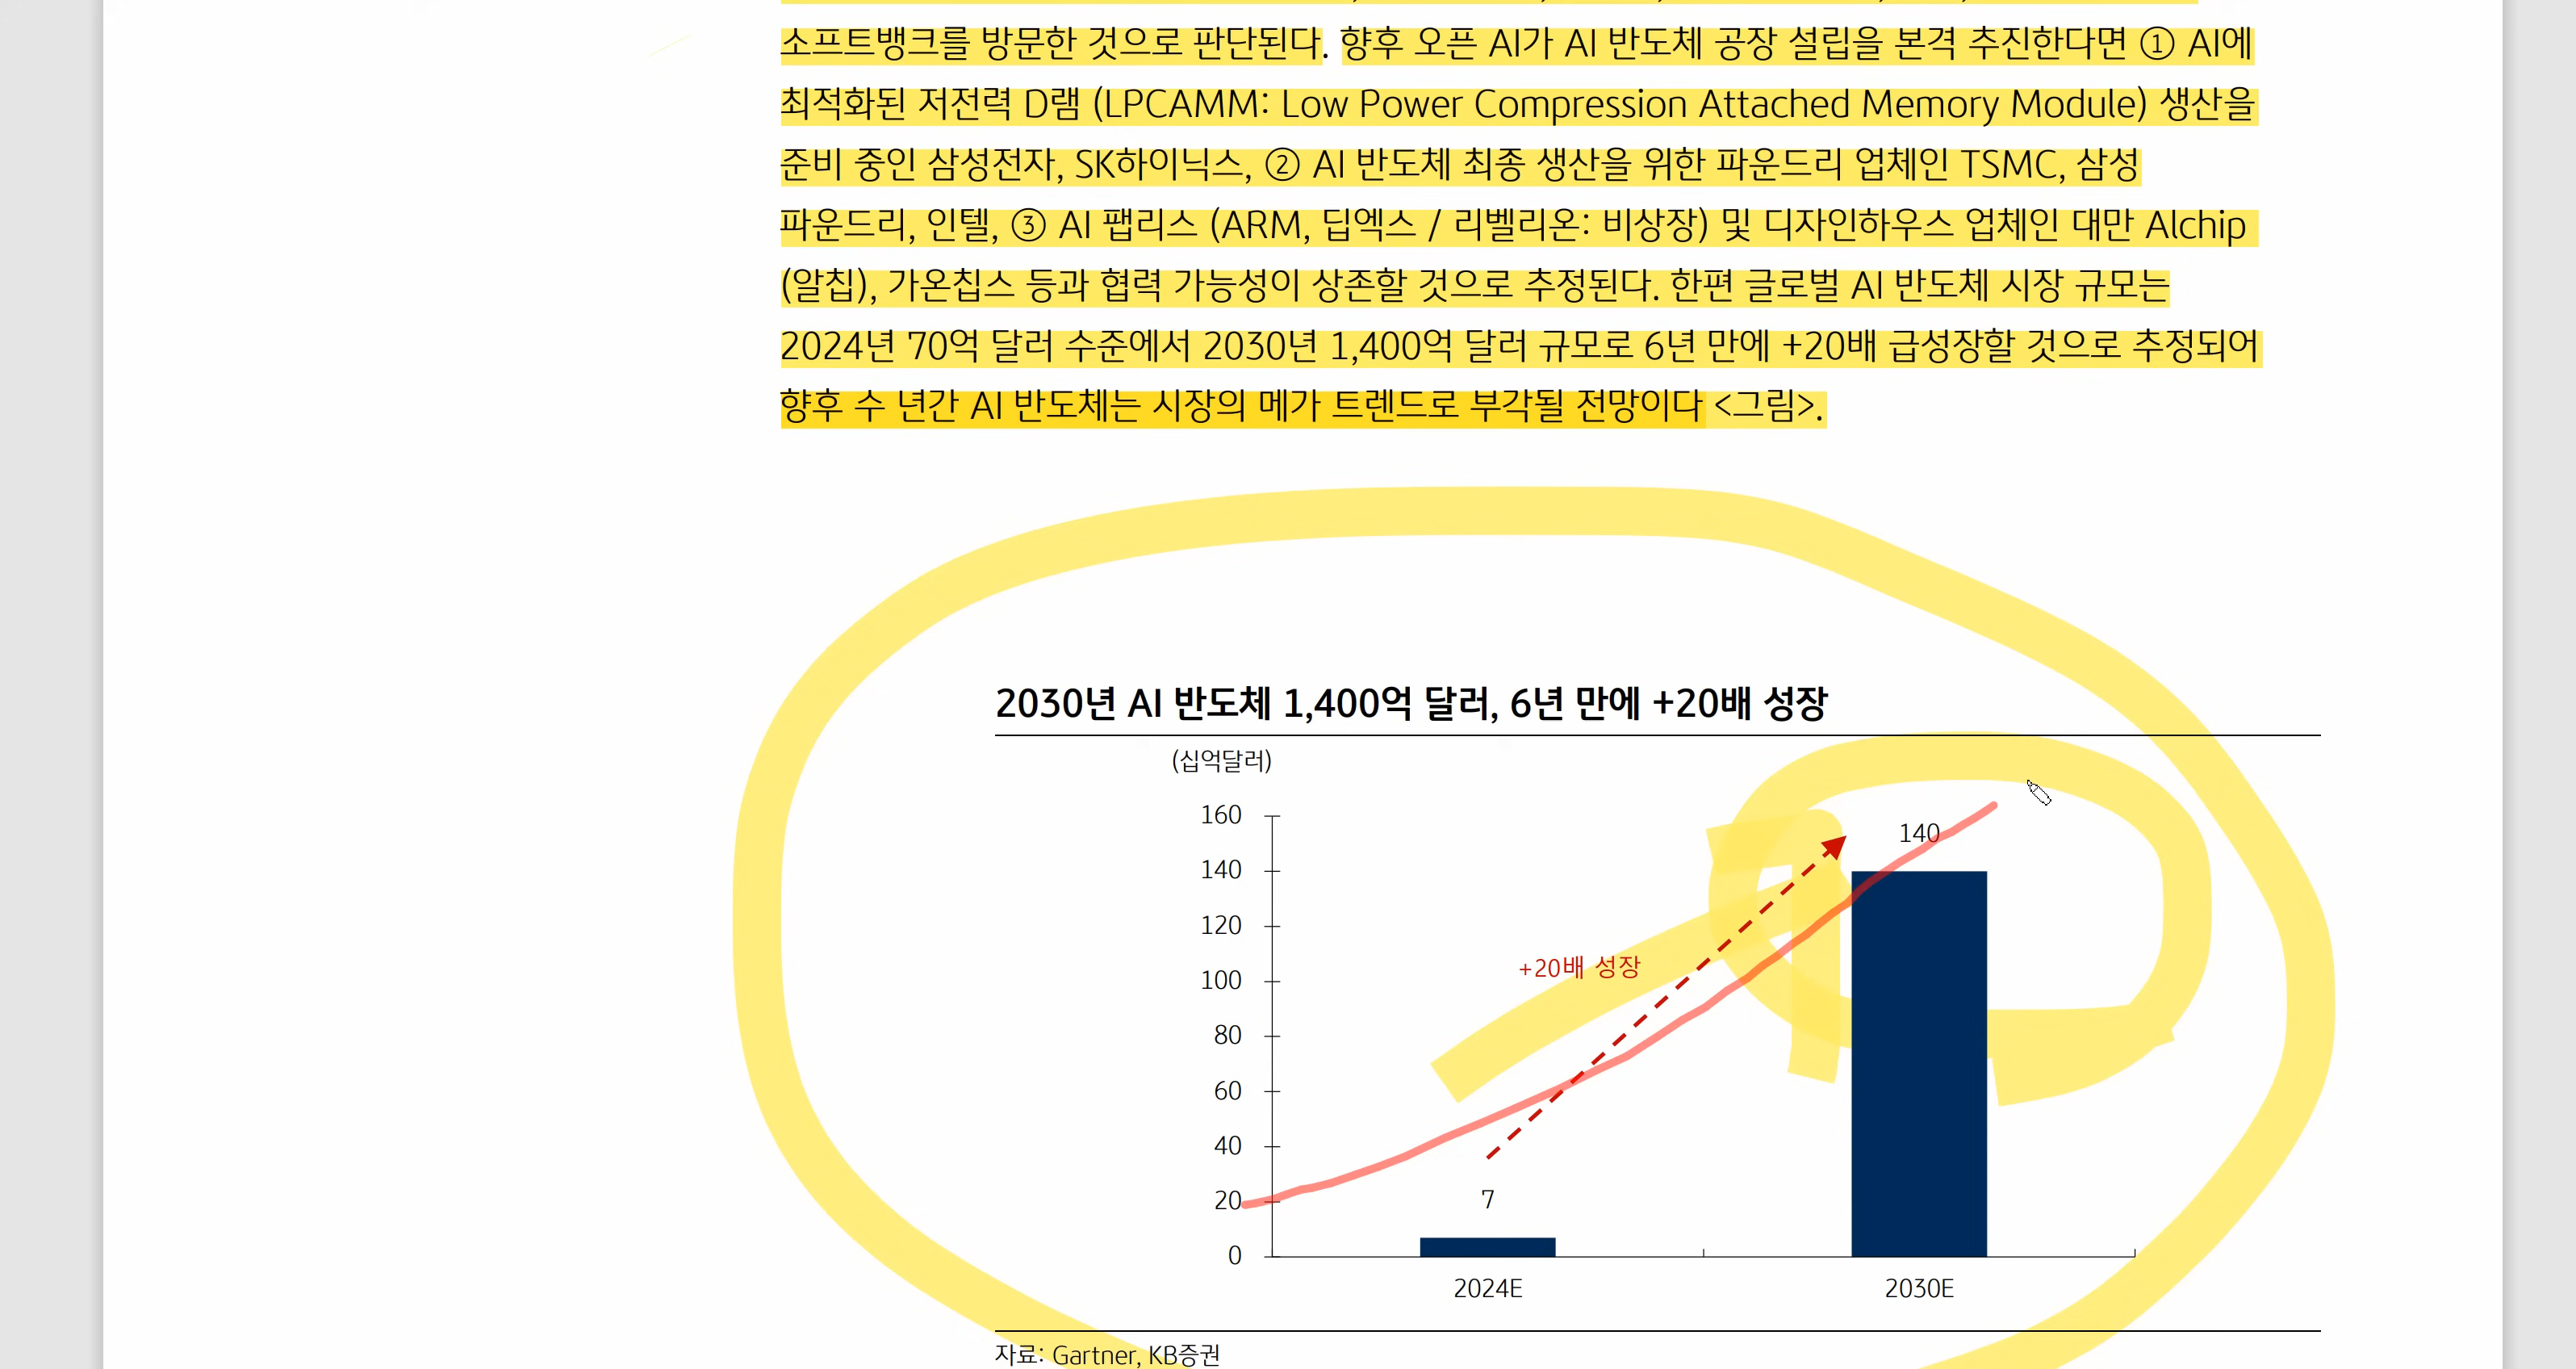 소프트뱅크를 방문한 것으로 판단된다. 향후 오픈 AI가 AI 반도체 공장 설립을 본격 추진한다면 ① AI에
최적화된 저전력 D램 (LPCAMM: Low Power Compression Attached Memory Module) 생산을
준비 중인 삼성전자, SK하이닉스, ② AI 반도체 최종 생산을 위한 파운드리 업체인 TSMC, 삼성
파운드리, 인텔, ③ AI 팹리스 (ARM, 딥엑스 / 리벨리온: 비상장) 및 디자인하우스 업체인 대만 Alchip
(알칩), 가온칩스 등과 협력 가능성이 상존할 것으로 추정된다. 한편 글로벌 AI 반도체 시장 규모는
2024년 70억 달러 수준에서 2030년 1,400억 달러 규모로 6년 만에 +20배 급성장할 것으로 추정되어
향후 수 년간 AI 반도체는 시장의 메가 트렌드로 부각될 전망이다 <그림>.
2030년 AI 반도체 1,400억 달러, 6년 만에 +20배 성장
(십억달러)
160
140
120
100
80
60
40
20
0
+20배 성장
7
140
2024E
2030E
자료: Gartner, KB증권